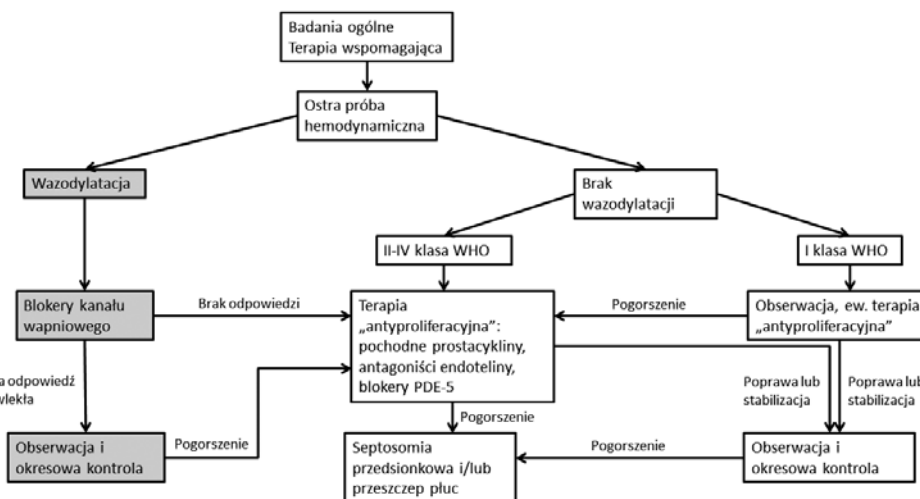 Badania ogólne
Terapia wspomagająca
Ostra próba
hemodynamiczna
Wazodylatacja
Brak
wazodylatacji
II-IV klasa WHO
I klasa WHO
Blokery kanału
wapniowego
Brak odpowiedzi
Terapia
„antyproliferacyjna”:
pochodne prostacykliny,
antagoniści endoteliny,
blokery PDE-5
Pogorszenie
Obserwacja, ew. terapia
„antyproliferacyjna”
odpowiedź
Poprawa lub
stabilizacja
Poprawa lub
stabilizacja
Obserwacja i
okresowa kontrola
Pogorszenie
Pogorszenie
Septosomia
przedsionkowa i/lub
przeszczep płuc
Pogorszenie
Obserwacja i
okresowa kontrola